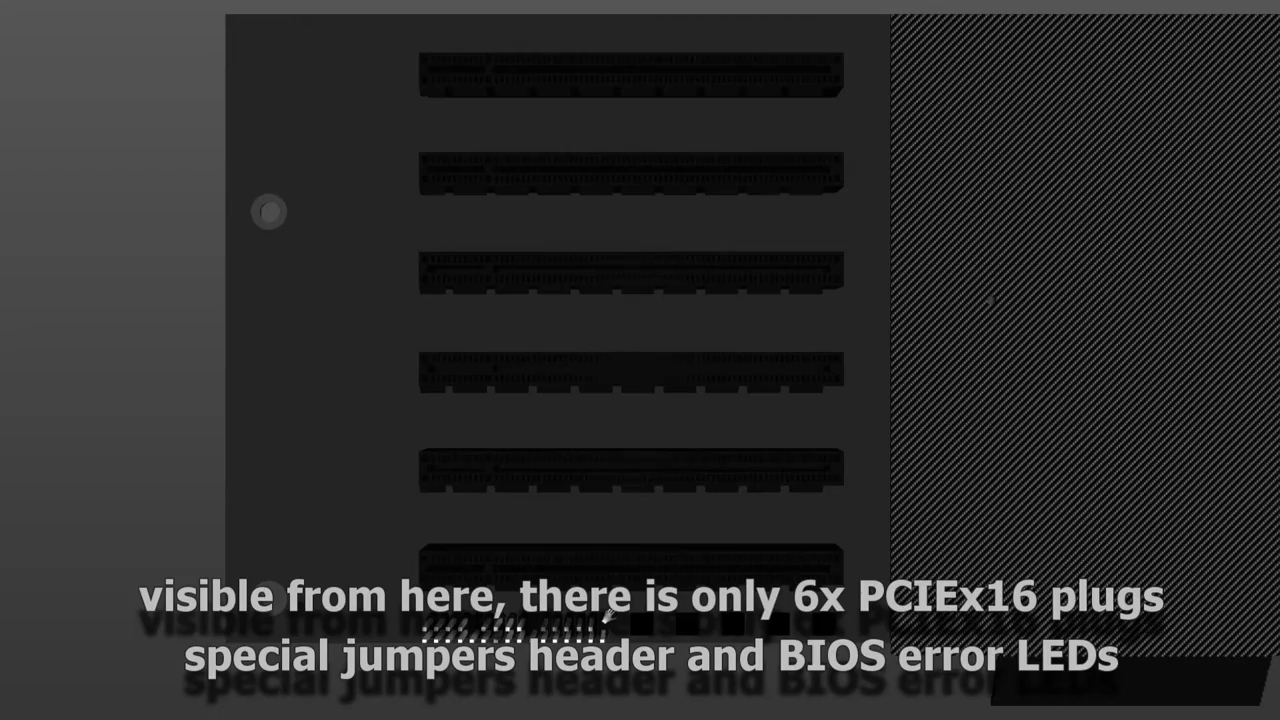 visible from here, there is only 6x PCIEx16 plugs
special jumpers header and BIOS error LEDs